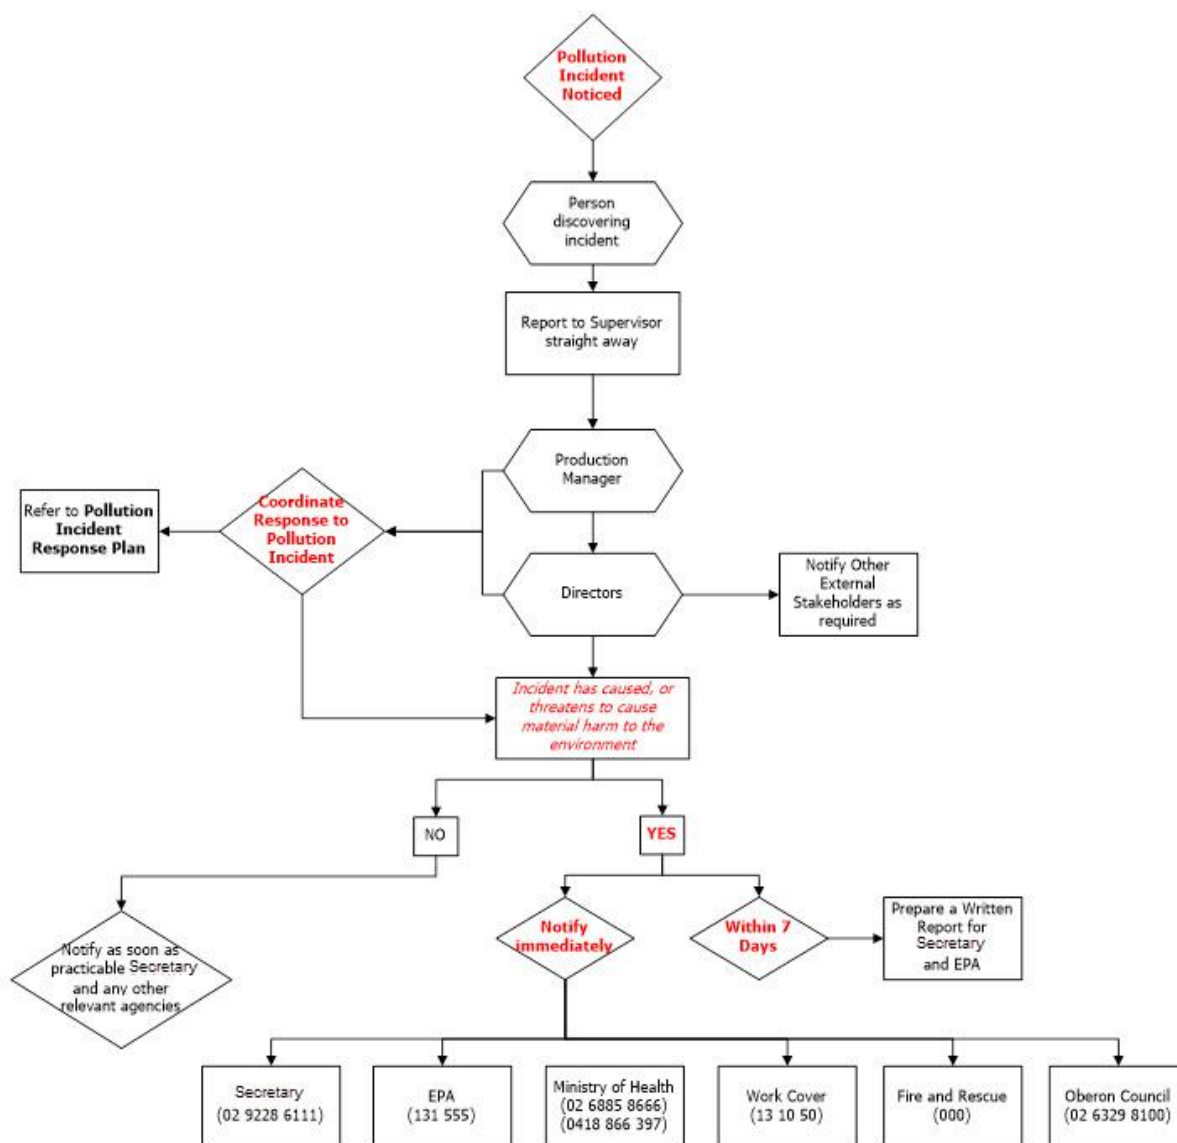 Pollution
Incident
Noticed
Person
discovering
incident
Report to Supervisor
straight away
Production
Manager
Coordinate
Response to
Pollution
Incident
Refer to Pollution
Incident
Response Plan
Directors
Notify Other
External
Stakeholders as
required
Incident has caused, or
threatens to cause
material harm to the
environment
NO
YES
Notify as soon as
practicable Secretary
and any other
relevant agencies
Notify
immediately
Within 7
Days
Prepare a Written
Report for
Secretary
and EPA
Secretary
(02 9228 6111)
EPA
(131 555)
Ministry of Health
(02 6885 8666)
(0418 866 397)
Work Cover
(13 10 50)
Fire and Rescue
(000)
Oberon Council
(02 6329 8100)